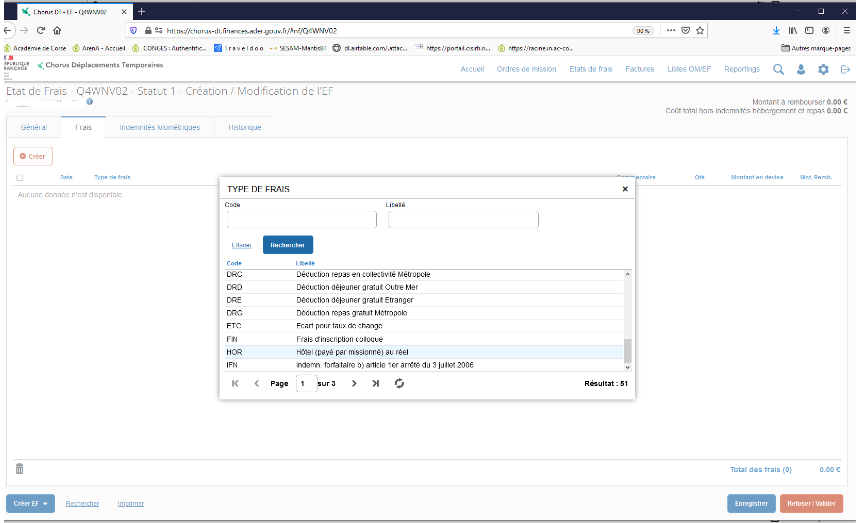 Chorus DT - EF - Q4WNV02
https://chorus-dt.finances.ader.gouv.fr/#nf/Q4WNV02
90 %
Académie de Corse ArenA - Accueil CONGES : Authentific... T r a v e l d o o SESAM-MantisBT dl.airtable.com/.attac... https://portail.cisirh.n... https://racine.in.ac-co... Autres marque-pages
RÉPUBLIQUE
FRANÇAISE
Chorus Déplacements Temporaires
Accueil Ordres de mission Etats de frais Factures Listes OM/EF Reportings
Etat de Frais - Q4WNV02 - Statut 1 - Création / Modification de l'EF
Montant à rembourser 0.00 €
Coût total hors indemnités hébergement et repas 0.00 €
Général Frais Indemnités kilométriques Historique
Créer
Date Type de frais Commentaire Qté Montant en devise Mnt. Remb.
Aucune donnée n'est disponible
TYPE DE FRAIS
Code Libellé
Effacer Rechercher
Code Libellé
DRC Déduction repas en collectivité Métropole
DRD Déduction déjeuner gratuit Outre Mer
DRE Déduction déjeuner gratuit Etranger
DRG Déduction repas gratuit Métropole
ETC Ecart pour taux de change
FIN Frais d'inscription colloque
HOR Hôtel (payé par missionné) au réel
IFN Indemn. forfaitaire b) article 1er arrêté du 3 juillet 2006
Page 1 sur 3 Résultat : 51
Total des frais (0) 0.00 €
Créer EF Rechercher Imprimer Enregistrer Refuser / Valider